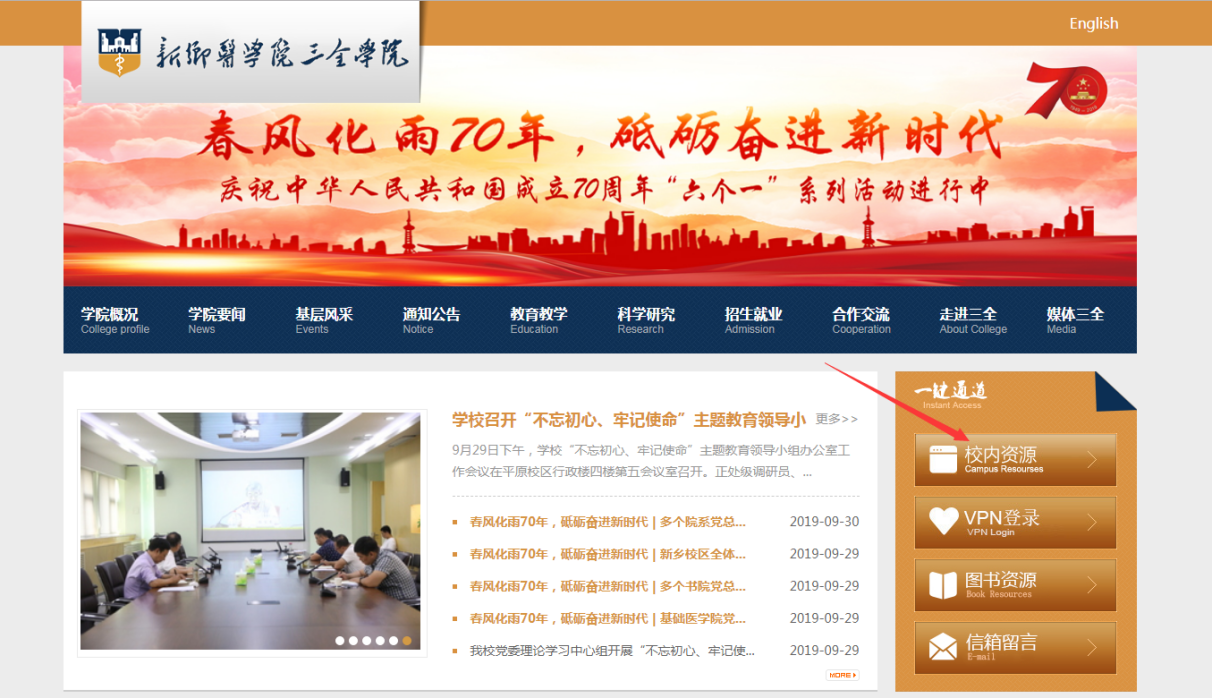 English
新乡醫学院三全學院
70
春风化雨70年，砥砺奋进新时代
庆祝中华人民共和国成立70周年“六个一”系列活动进行中
学院概况
College profile
学院要闻
News
基层风采
Events
通知公告
Notice
教育教学
Education
科学研究
Research
招生就业
Admission
合作交流
Cooperation
走进三全
About College
媒体三全
Media
学校召开“不忘初心、牢记使命”主题教育领导小 更多>>
9月29日下午，学校“不忘初心、牢记使命”主题教育领导小组办公室工
作会议在平原校区行政楼四楼第五会议室召开。正处级调研员、...
春风化雨70年，砥砺奋进新时代 | 多个院系党总... 2019-09-30
春风化雨70年，砥砺奋进新时代 | 新乡校区全体... 2019-09-29
春风化雨70年，砥砺奋进新时代 | 多个书院党总... 2019-09-29
春风化雨70年，砥砺奋进新时代 | 基础医学院党... 2019-09-29
我校党委理论学习中心组开展“不忘初心、牢记使... 2019-09-29
MORE
一键通道
Instant Access
校内资源
Campus Resourses
VPN登录
VPN Login
图书资源
Book Resources
信箱留言
E-mail